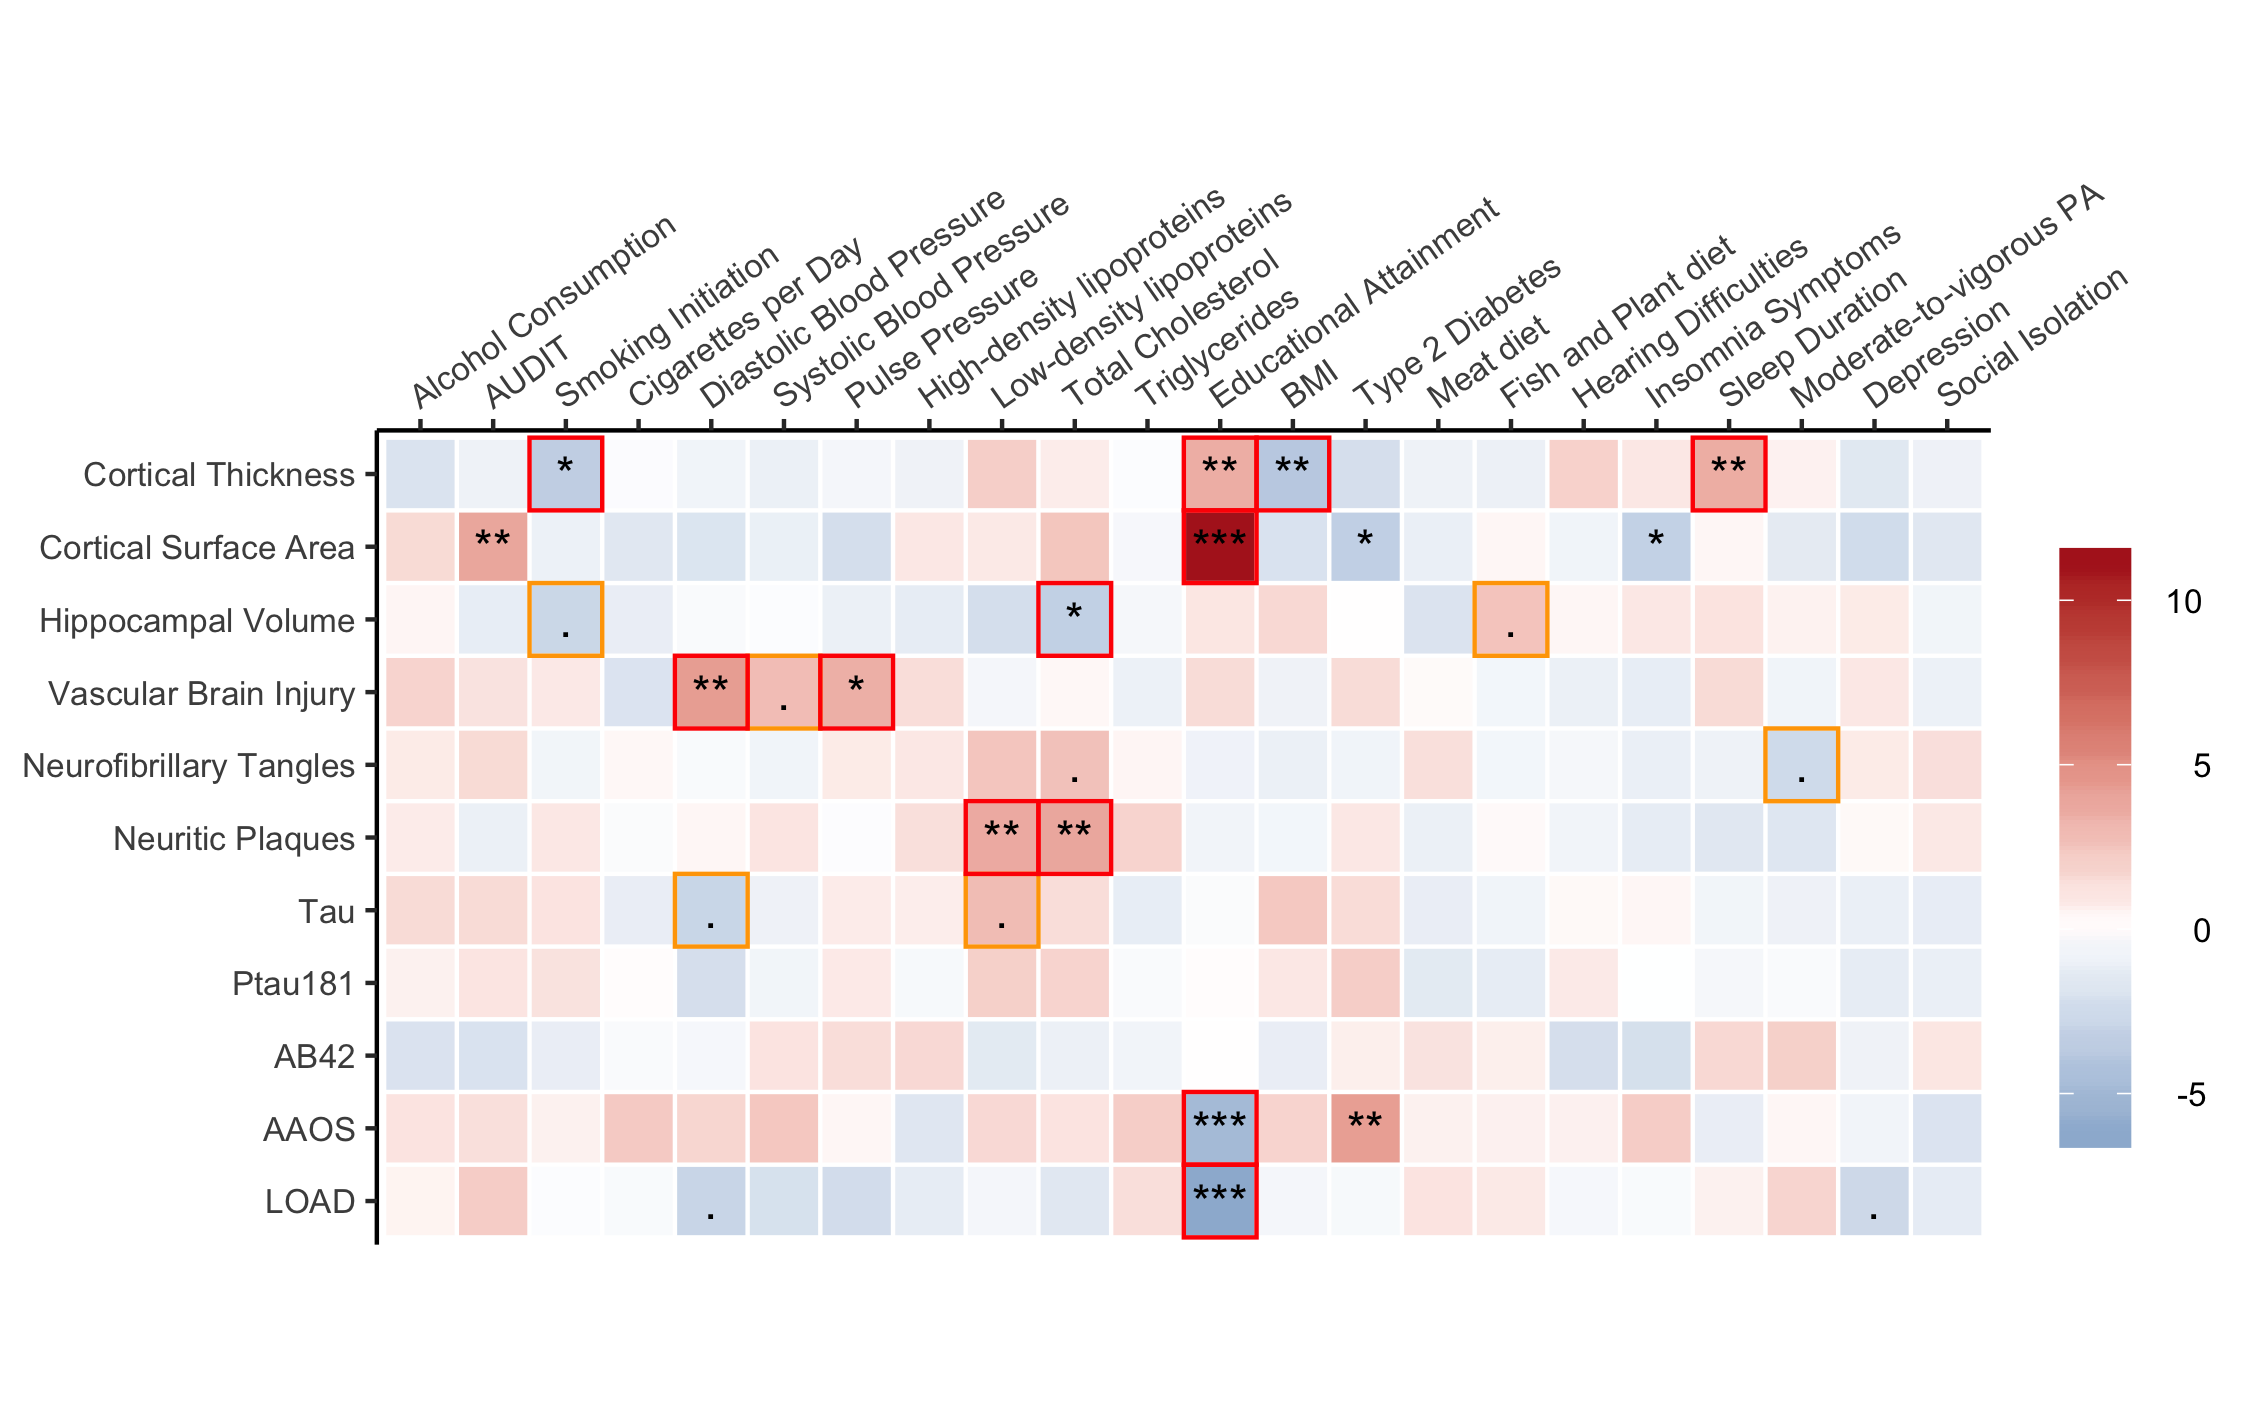 Alcohol Consumption
AUDIT
Smoking Initiation
Cigarettes per Day
Diastolic Blood Pressure
Systolic Blood Pressure
Pulse Pressure
High-density lipoproteins
Low-density lipoproteins
Total Cholesterol
Triglycerides
Educational Attainment
BMI
Type 2 Diabetes
Meat diet
Fish and Plant diet
Hearing Difficulties
Insomnia Symptoms
Sleep Duration
Moderate-to-vigorous PA
Depression
Social Isolation
Cortical Thickness * ** ** **
Cortical Surface Area ** *** * *
Hippocampal Volume . * .
Vascular Brain Injury ** . *
Neurofibrillary Tangles . .
Neuritic Plaques ** **
Tau . .
Ptau181
AB42
AAOS *** **
LOAD . *** .
10
5
0
-5